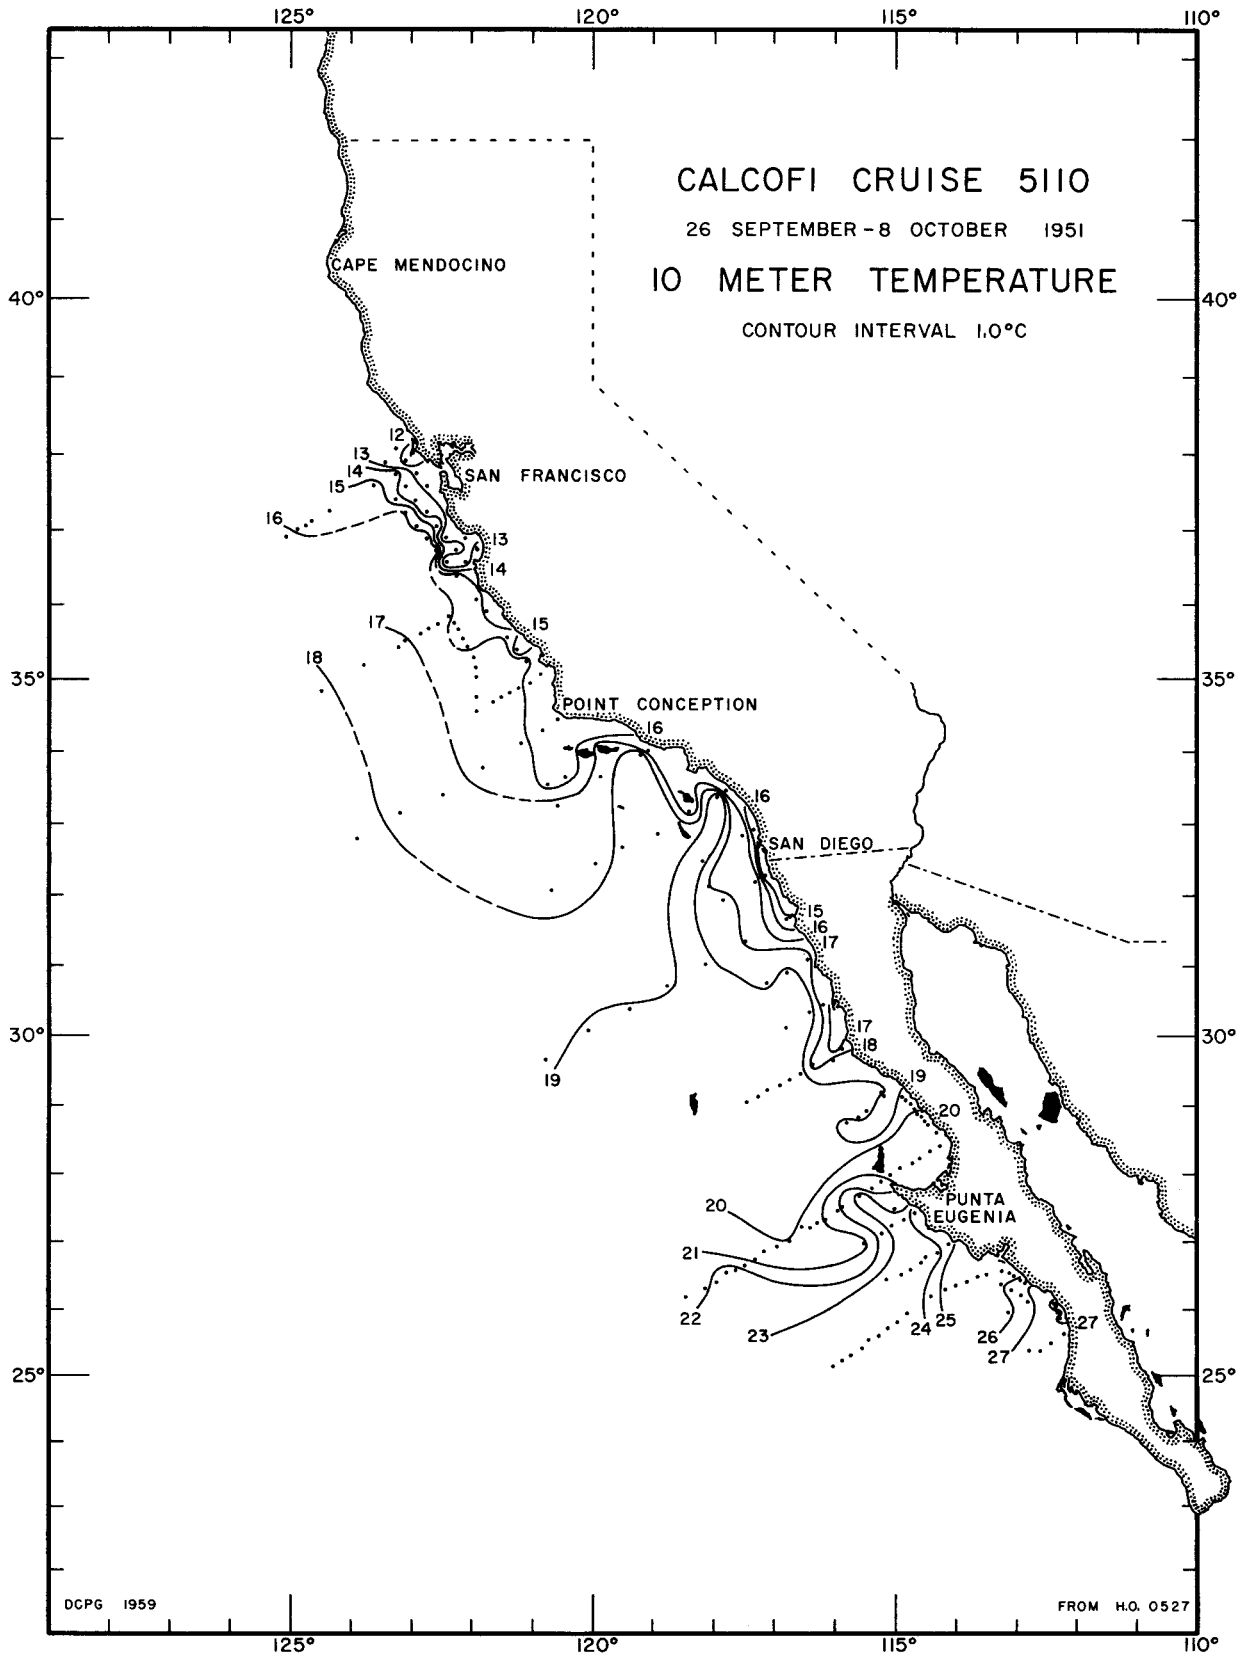 125° 120° 115° 110°
CALCOFI CRUISE 5110
26 SEPTEMBER-8 OCTOBER 1951
CAPE MENDOCINO
10 METER TEMPERATURE
40° 40°
CONTOUR INTERVAL 1.0°C
12
13
14
SAN FRANCISCO
15
16
13
14
17
15
18
35° 35°
POINT CONCEPTION
16
16
SAN DIEGO
15
16
17
17
30° 30°
18
19
19
20
20
PUNTA
EUGENIA
21
22
23
24
25
26
27
27
25° 25°
DCPG 1959
FROM H.O. 0527
125° 120° 115° 110°